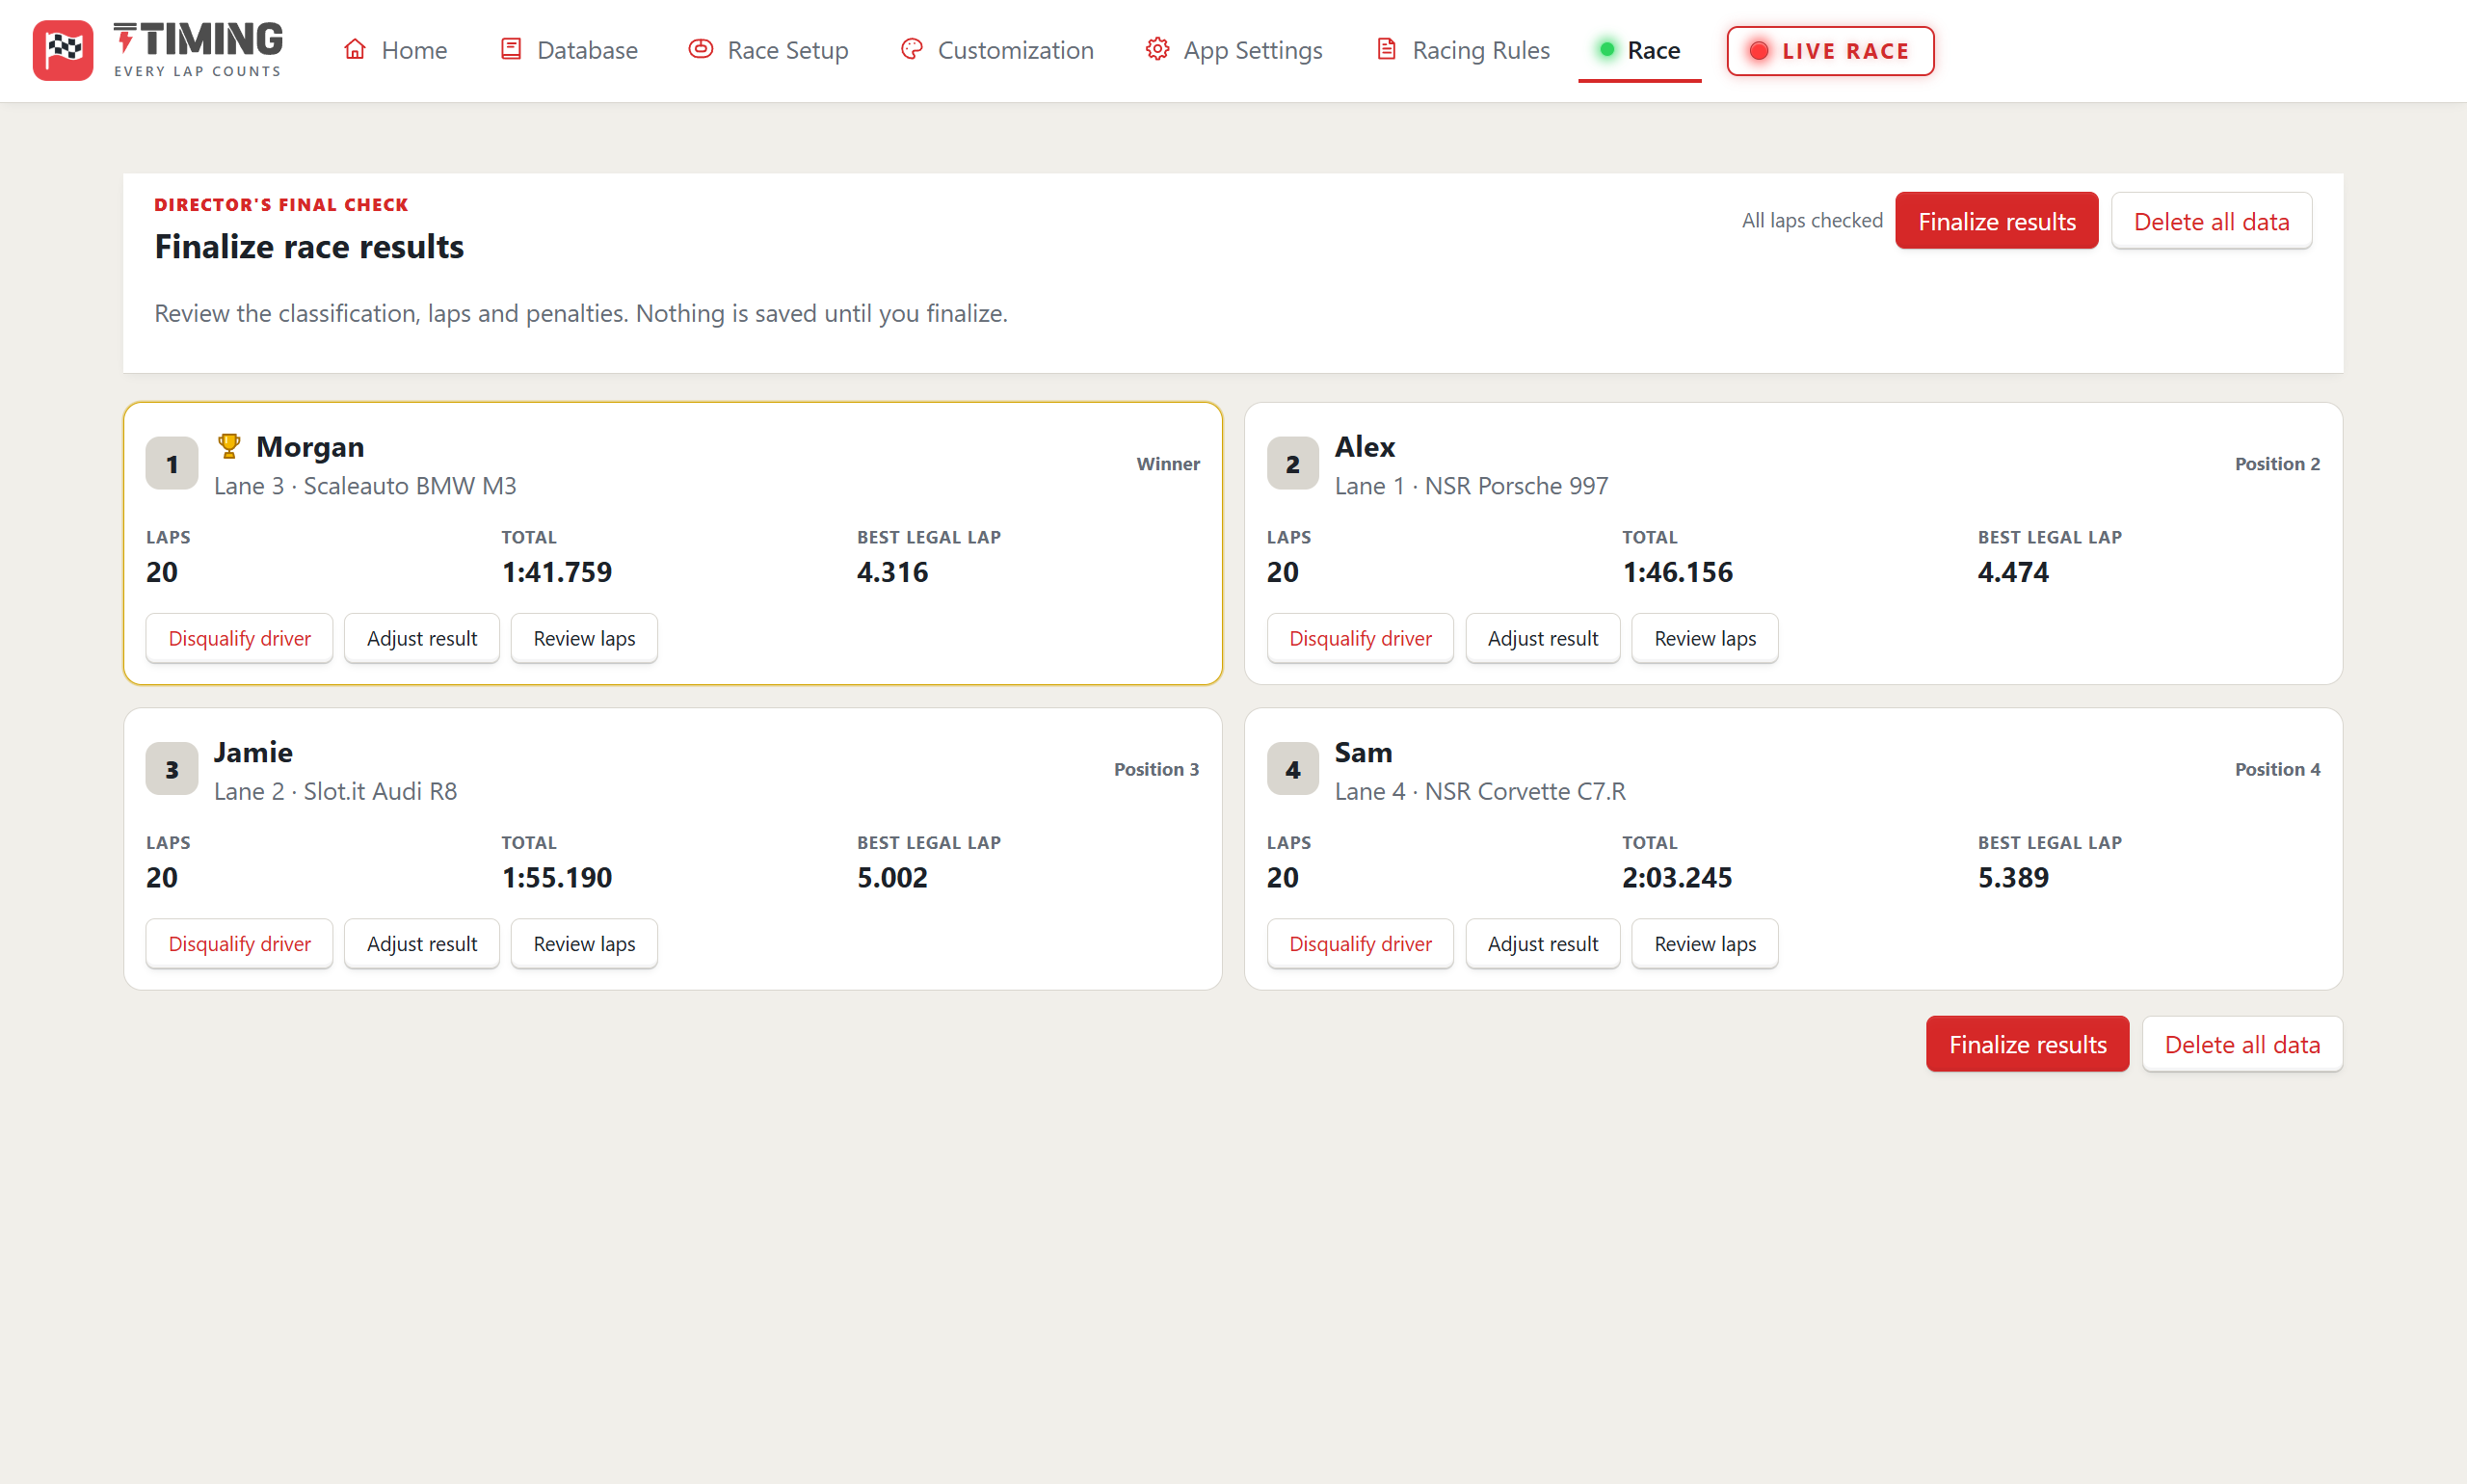 TIMING
EVERY LAP COUNTS
Home
Database
Race Setup
Customization
App Settings
Racing Rules
Race
LIVE RACE
DIRECTOR'S FINAL CHECK
Finalize race results
All laps checked
Finalize results
Delete all data
Review the classification, laps and penalties. Nothing is saved until you finalize.
1
Morgan
Lane 3 · Scaleauto BMW M3
Winner
LAPS
TOTAL
BEST LEGAL LAP
20
1:41.759
4.316
Disqualify driver
Adjust result
Review laps
2
Alex
Lane 1 · NSR Porsche 997
Position 2
LAPS
TOTAL
BEST LEGAL LAP
20
1:46.156
4.474
Disqualify driver
Adjust result
Review laps
3
Jamie
Lane 2 · Slot.it Audi R8
Position 3
LAPS
TOTAL
BEST LEGAL LAP
20
1:55.190
5.002
Disqualify driver
Adjust result
Review laps
4
Sam
Lane 4 · NSR Corvette C7.R
Position 4
LAPS
TOTAL
BEST LEGAL LAP
20
2:03.245
5.389
Disqualify driver
Adjust result
Review laps
Finalize results
Delete all data